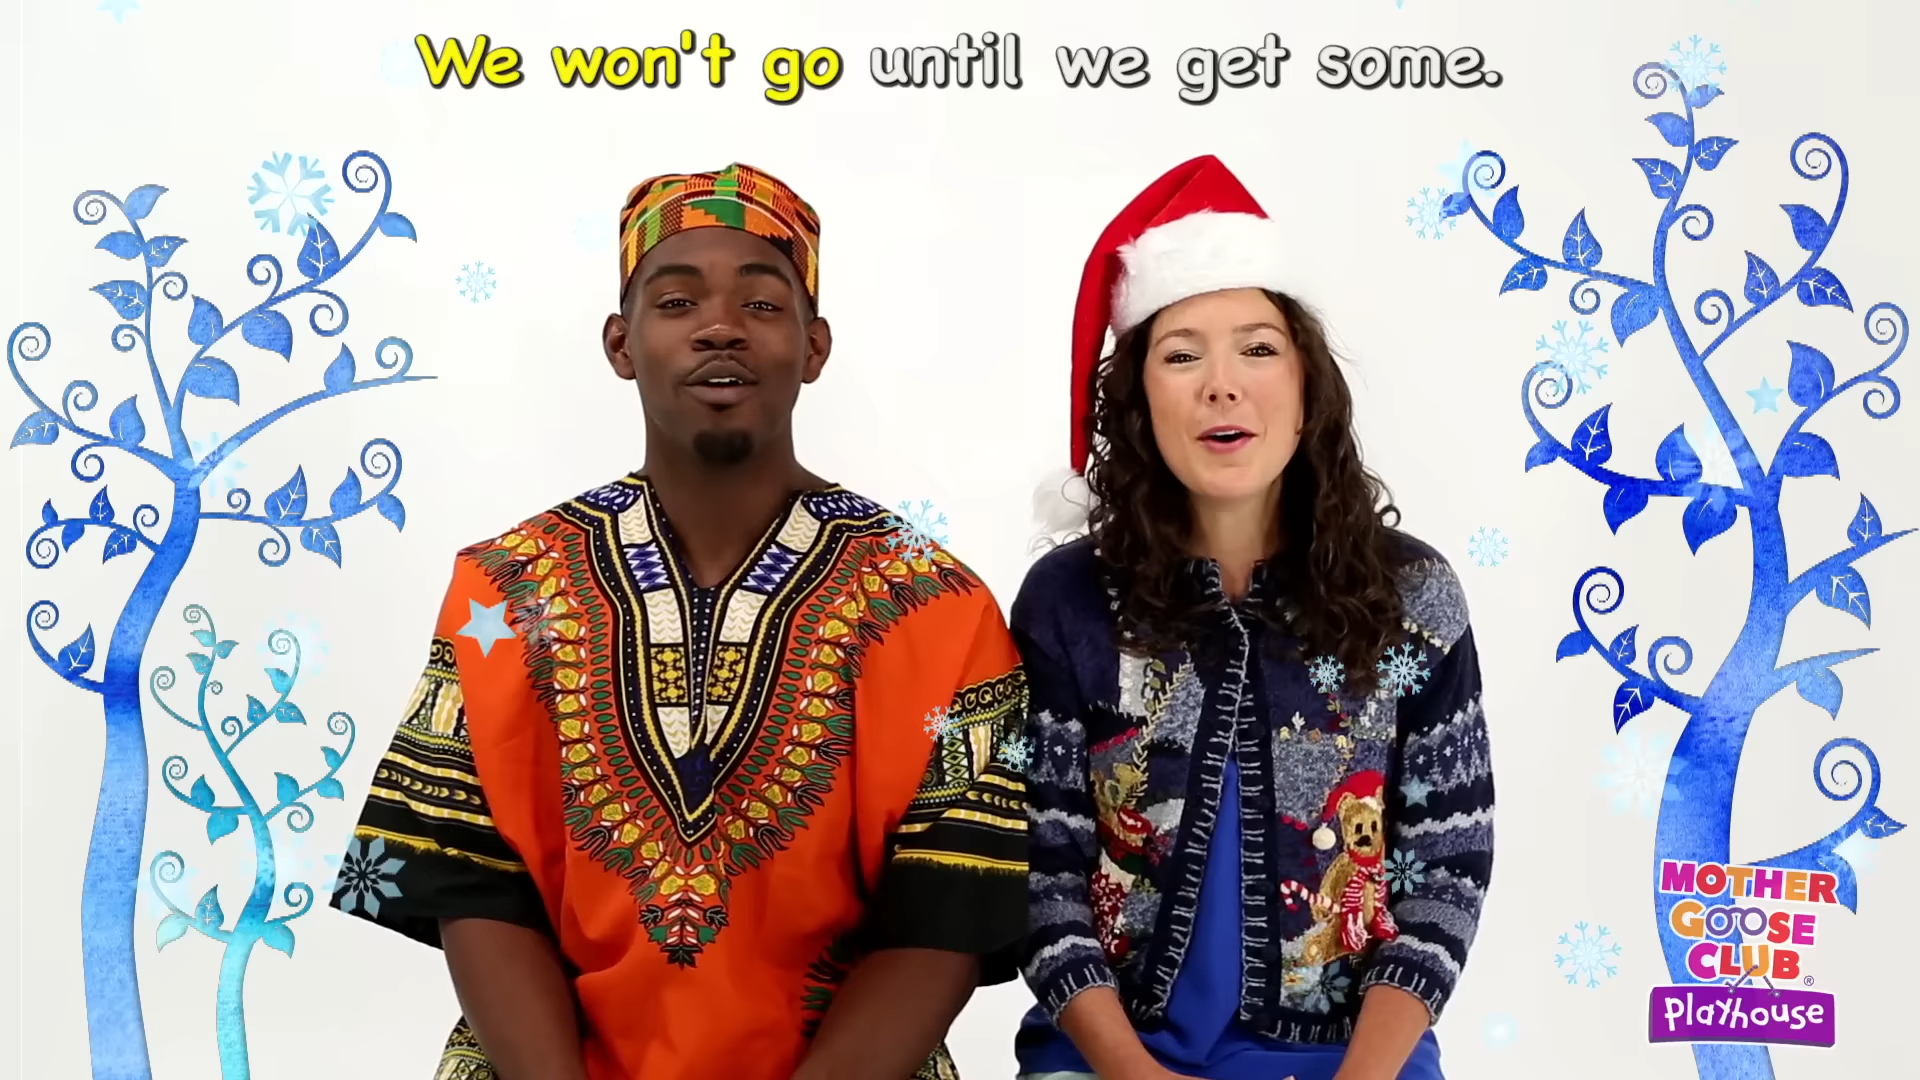 We won't go until we get some.
MOTHER
GOOSE
CLUB®
Playhouse